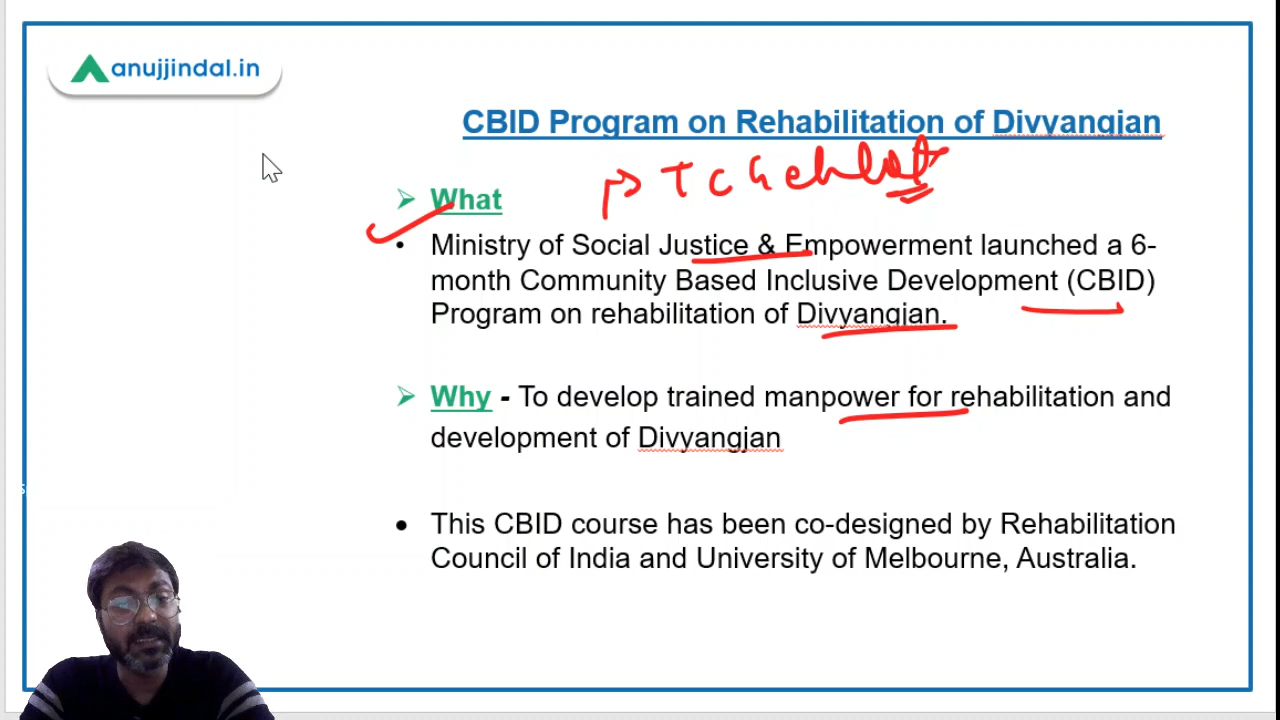 anujjindal.in
CBID Program on Rehabilitation of Divyangjan
What
• Ministry of Social Justice & Empowerment launched a 6-
month Community Based Inclusive Development (CBID)
Program on rehabilitation of Divyangjan.
Why - To develop trained manpower for rehabilitation and
development of Divyangjan
• This CBID course has been co-designed by Rehabilitation
Council of India and University of Melbourne, Australia.